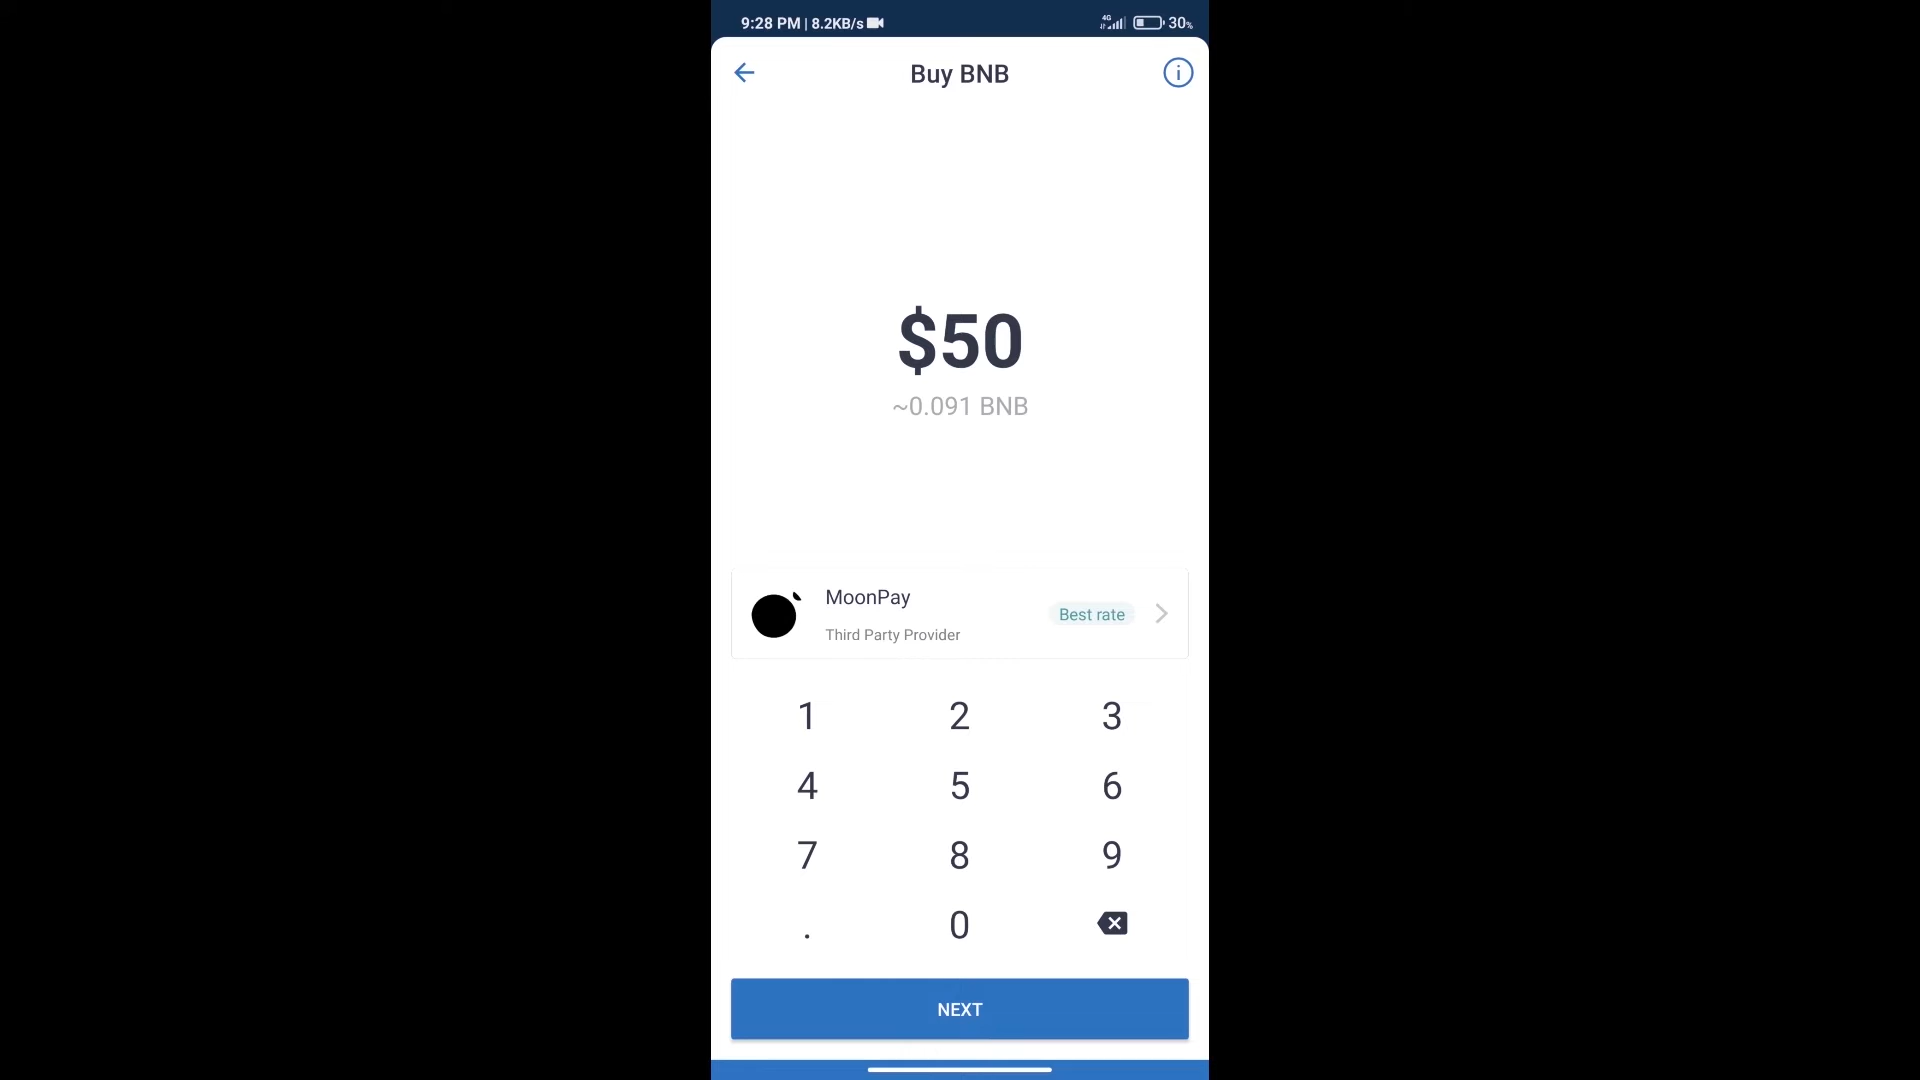 9:28 PM | 8.2KB/s 4G 30%
Buy BNB
$50
~0.091 BNB
MoonPay
Best rate
Third Party Provider
1 2 3
4 5 6
7 8 9
. 0
NEXT